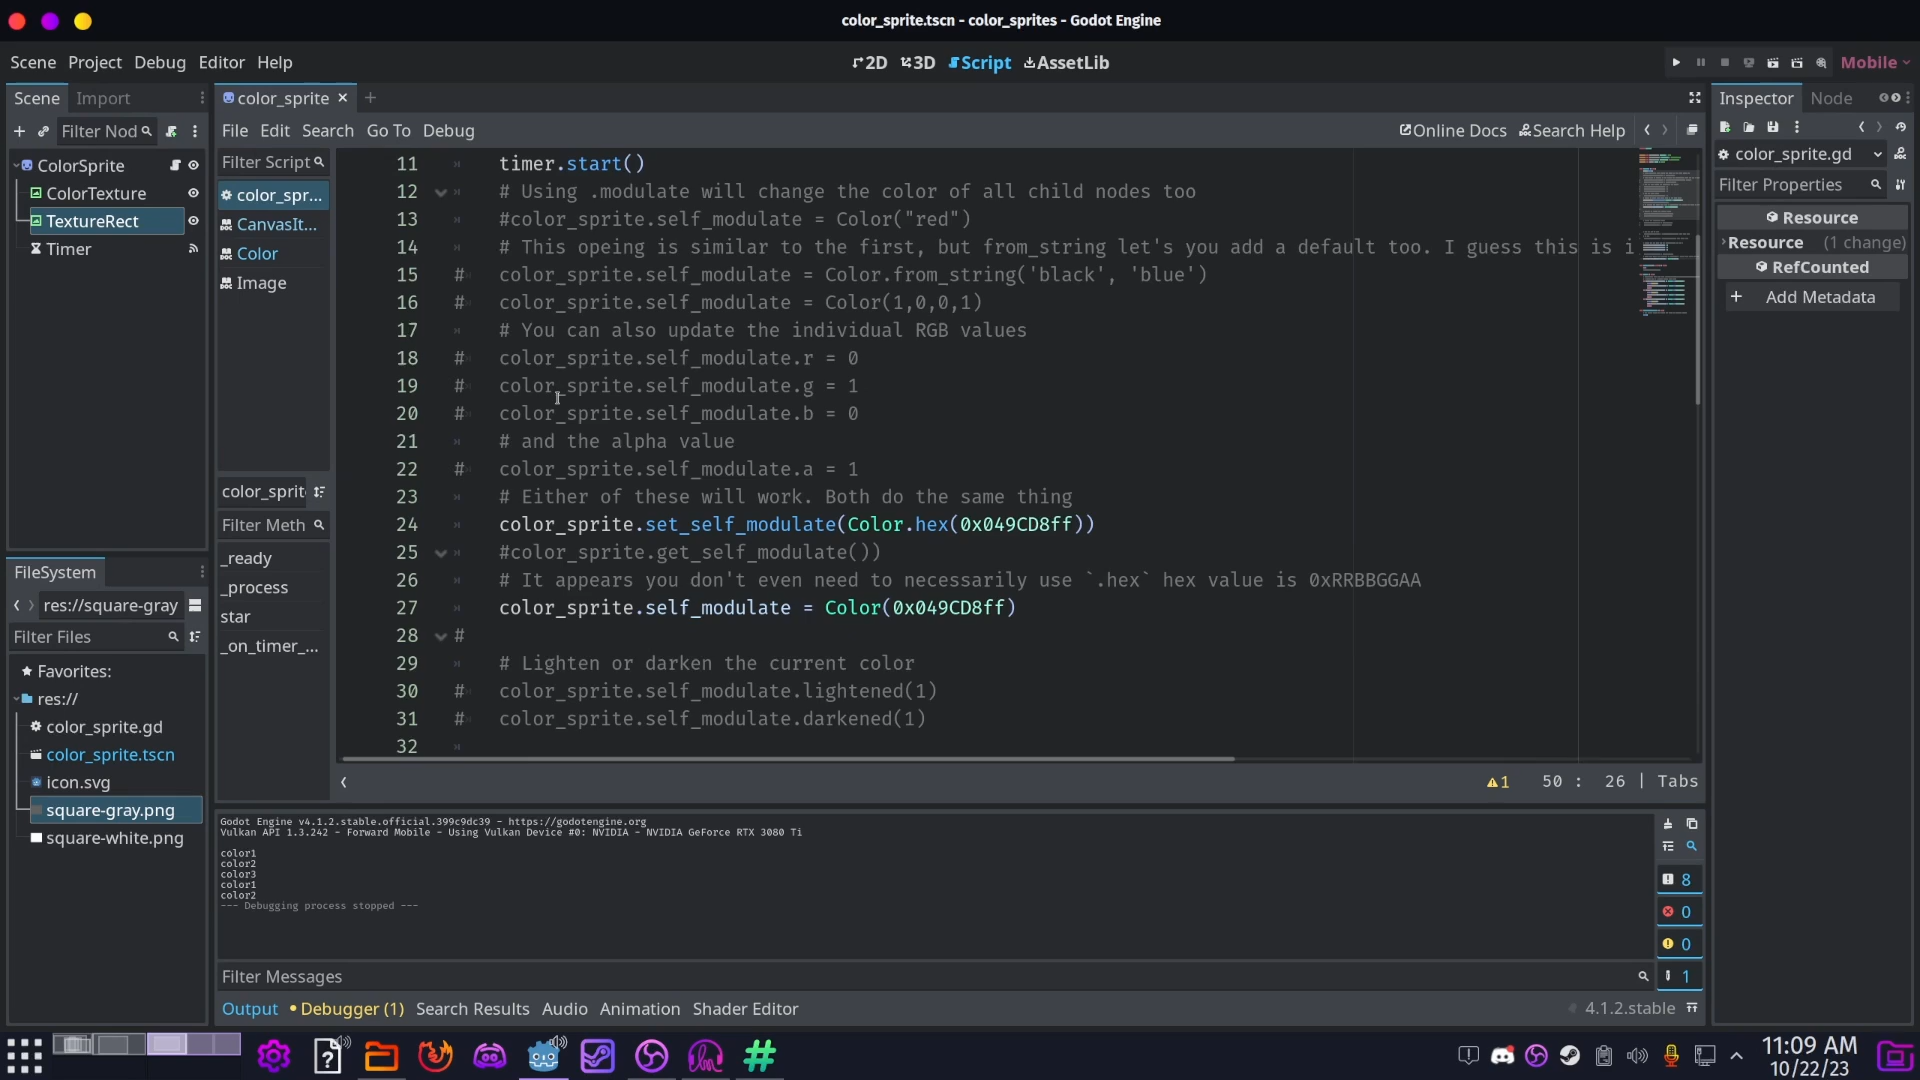 color_sprite.tscn - color_sprites - Godot Engine
Scene Project Debug Editor Help
2D 3D Script AssetLib
Mobile
Scene Import
Filter Nod
ColorSprite
ColorTexture
TextureRect
Timer
FileSystem
res://square-gray
Filter Files
Favorites:
res://
color_sprite.gd
color_sprite.tscn
icon.svg
square-gray.png
square-white.png
color_sprite
File Edit Search Go To Debug
Online Docs Search Help
Filter Script
color_spr...
CanvasIt...
Color
Image
color_sprit
Filter Meth
_ready
_process
star
_on_timer_...
11 timer.start()
12 # Using .modulate will change the color of all child nodes too
13 #color_sprite.self_modulate = Color("red")
14 # This opeing is similar to the first, but from_string let's you add a default too. I guess this is i
15 # color_sprite.self_modulate = Color.from_string('black', 'blue')
16 # color_sprite.self_modulate = Color(1,0,0,1)
17 # You can also update the individual RGB values
18 # color_sprite.self_modulate.r = 0
19 # color_sprite.self_modulate.g = 1
20 # color_sprite.self_modulate.b = 0
21 # and the alpha value
22 # color_sprite.self_modulate.a = 1
23 # Either of these will work. Both do the same thing
24 color_sprite.set_self_modulate(Color.hex(0x049CD8ff))
25 #color_sprite.get_self_modulate())
26 # It appears you don't even need to necessarily use `.hex` hex value is 0xRRBBGGAA
27 color_sprite.self_modulate = Color(0x049CD8ff)
28 #
29 # Lighten or darken the current color
30 # color_sprite.self_modulate.lightened(1)
31 # color_sprite.self_modulate.darkened(1)
32
1 50 : 26 | Tabs
Godot Engine v4.1.2.stable.official.399c9dc39 - https://godotengine.org
Vulkan API 1.3.242 - Forward Mobile - Using Vulkan Device #0: NVIDIA - NVIDIA GeForce RTX 3080 Ti
color1
color2
color3
color1
color2
--- Debugging process stopped ---
8
0
0
1
Filter Messages
Output Debugger (1) Search Results Audio Animation Shader Editor
4.1.2.stable
Inspector Node
color_sprite.gd
Filter Properties
Resource
Resource (1 change)
RefCounted
+ Add Metadata
11:09 AM
10/22/23